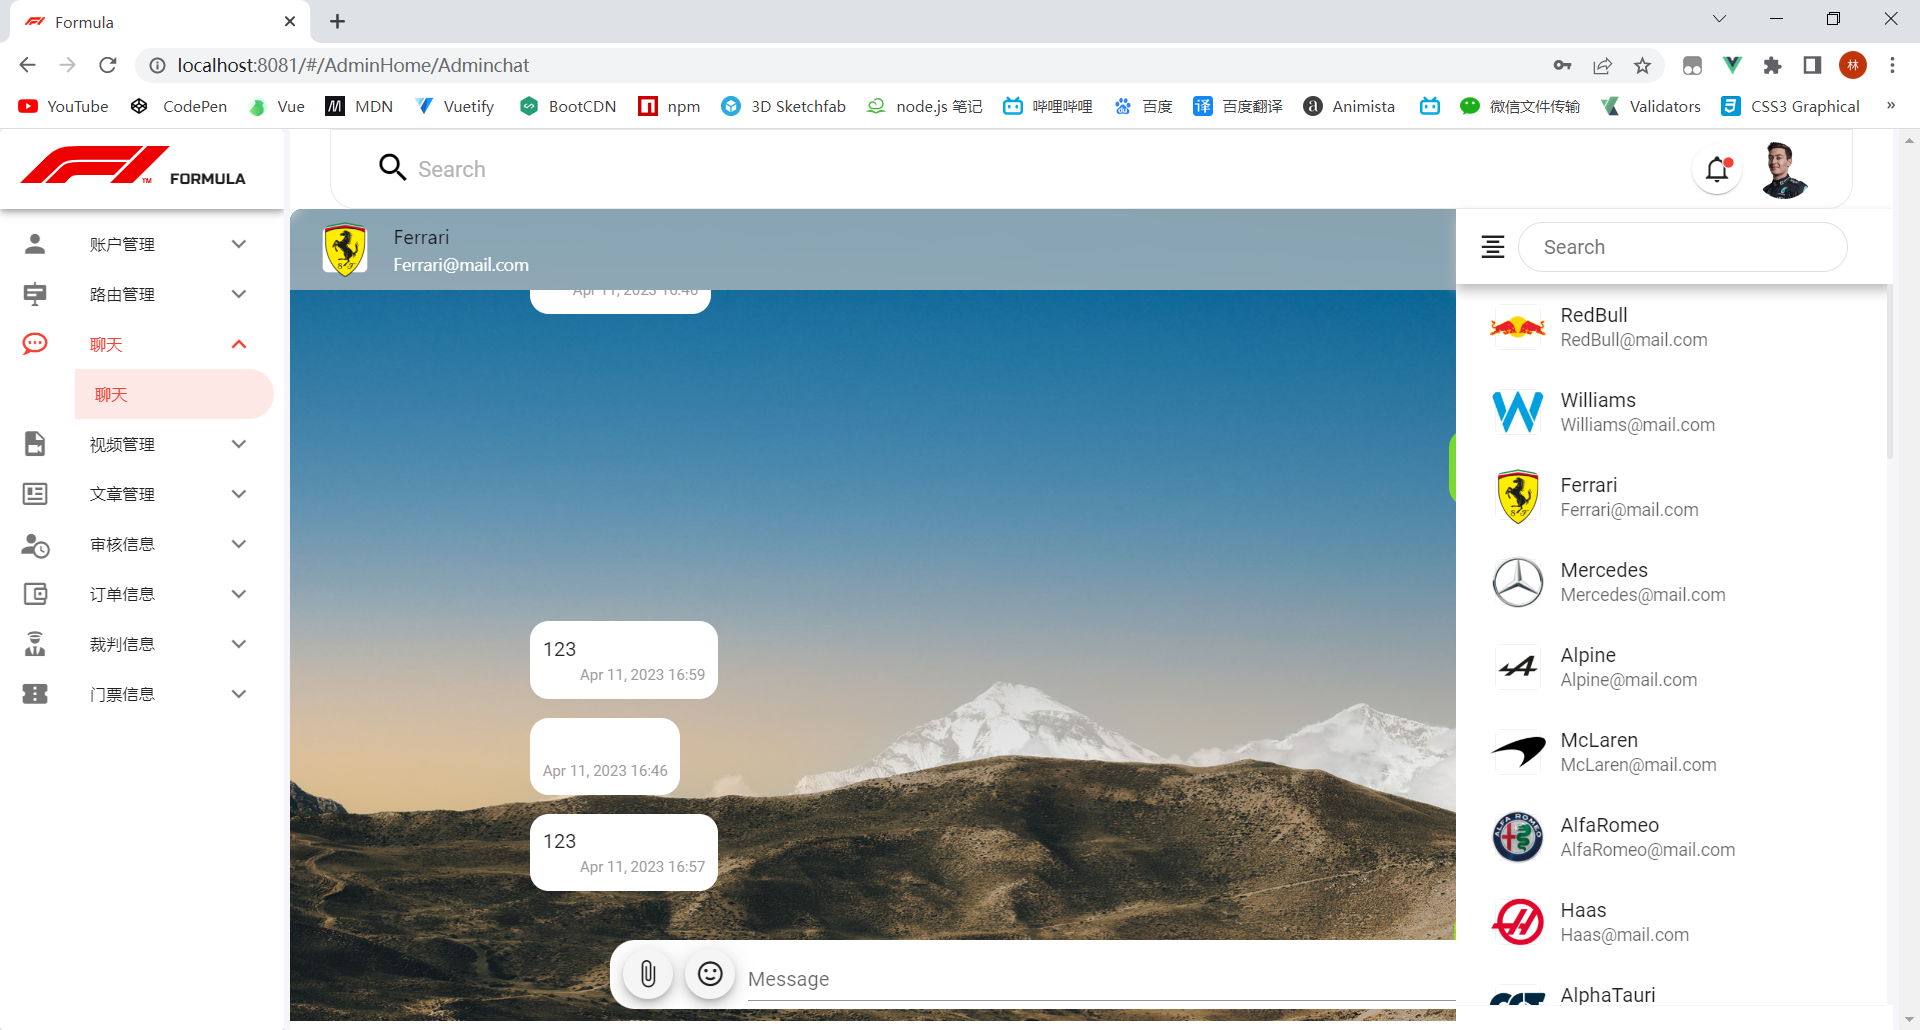 Formula
localhost:8081/#/AdminHome/Adminchat
林
YouTube CodePen Vue MDN Vuetify BootCDN npm 3D Sketchfab node.js 笔记 哔哩哔哩 百度 百度翻译 Animista 微信文件传输 Validators CSS3 Graphical »
FORMULA
Search
账户管理
路由管理
聊天
聊天
视频管理
文章管理
审核信息
订单信息
裁判信息
门票信息
Ferrari
Ferrari@mail.com
Apr 11, 2023 16:46
123
Apr 11, 2023 16:59
Apr 11, 2023 16:46
123
Apr 11, 2023 16:57
Message
Search
RedBull
RedBull@mail.com
Williams
Williams@mail.com
Ferrari
Ferrari@mail.com
Mercedes
Mercedes@mail.com
Alpine
Alpine@mail.com
McLaren
McLaren@mail.com
AlfaRomeo
AlfaRomeo@mail.com
Haas
Haas@mail.com
AlphaTauri